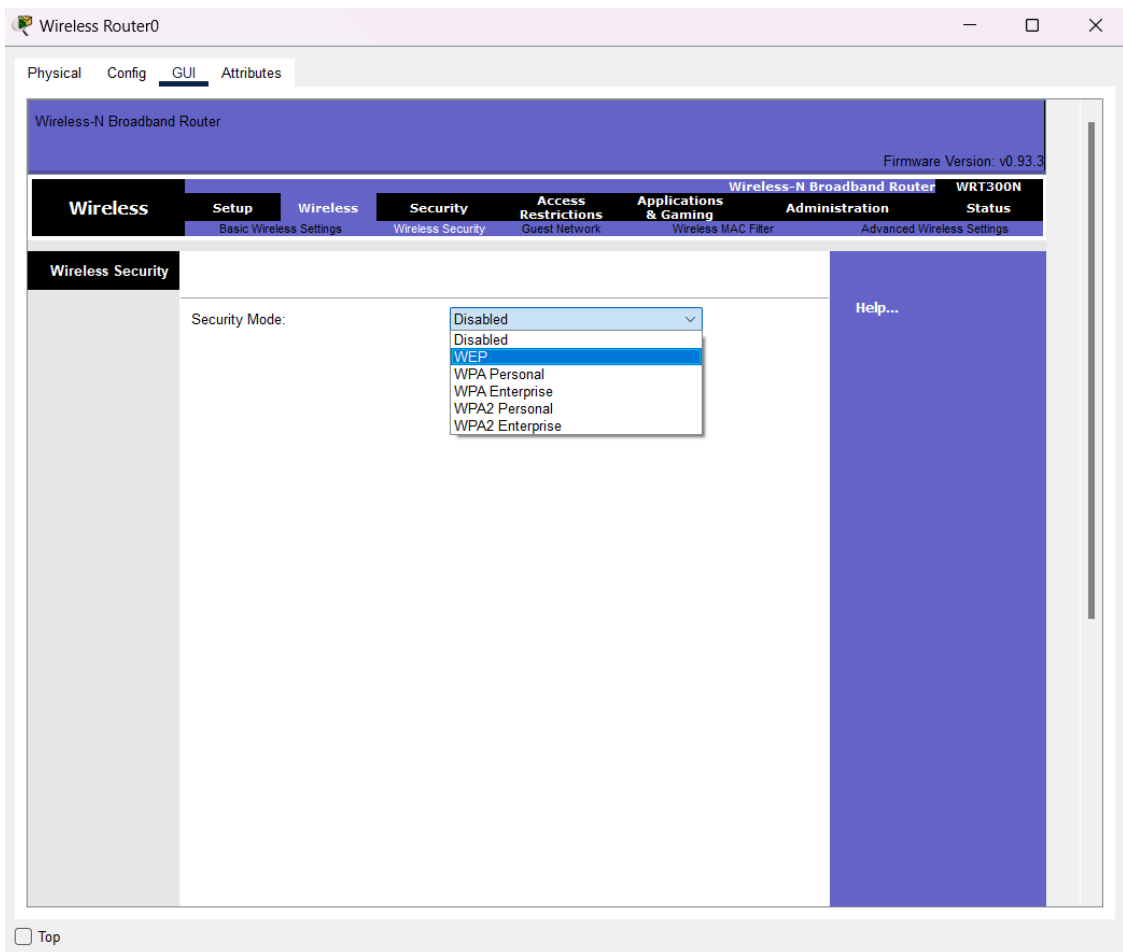 Wireless Router0
Physical Config GUI Attributes
Wireless-N Broadband Router
Firmware Version: v0.93.3
Wireless-N Broadband Router WRT300N
Wireless Setup Wireless Security Access Restrictions Applications & Gaming Administration Status
Basic Wireless Settings Wireless Security Guest Network Wireless MAC Filter Advanced Wireless Settings
Wireless Security
Help...
Security Mode: Disabled
Disabled
WEP
WPA Personal
WPA Enterprise
WPA2 Personal
WPA2 Enterprise
Top